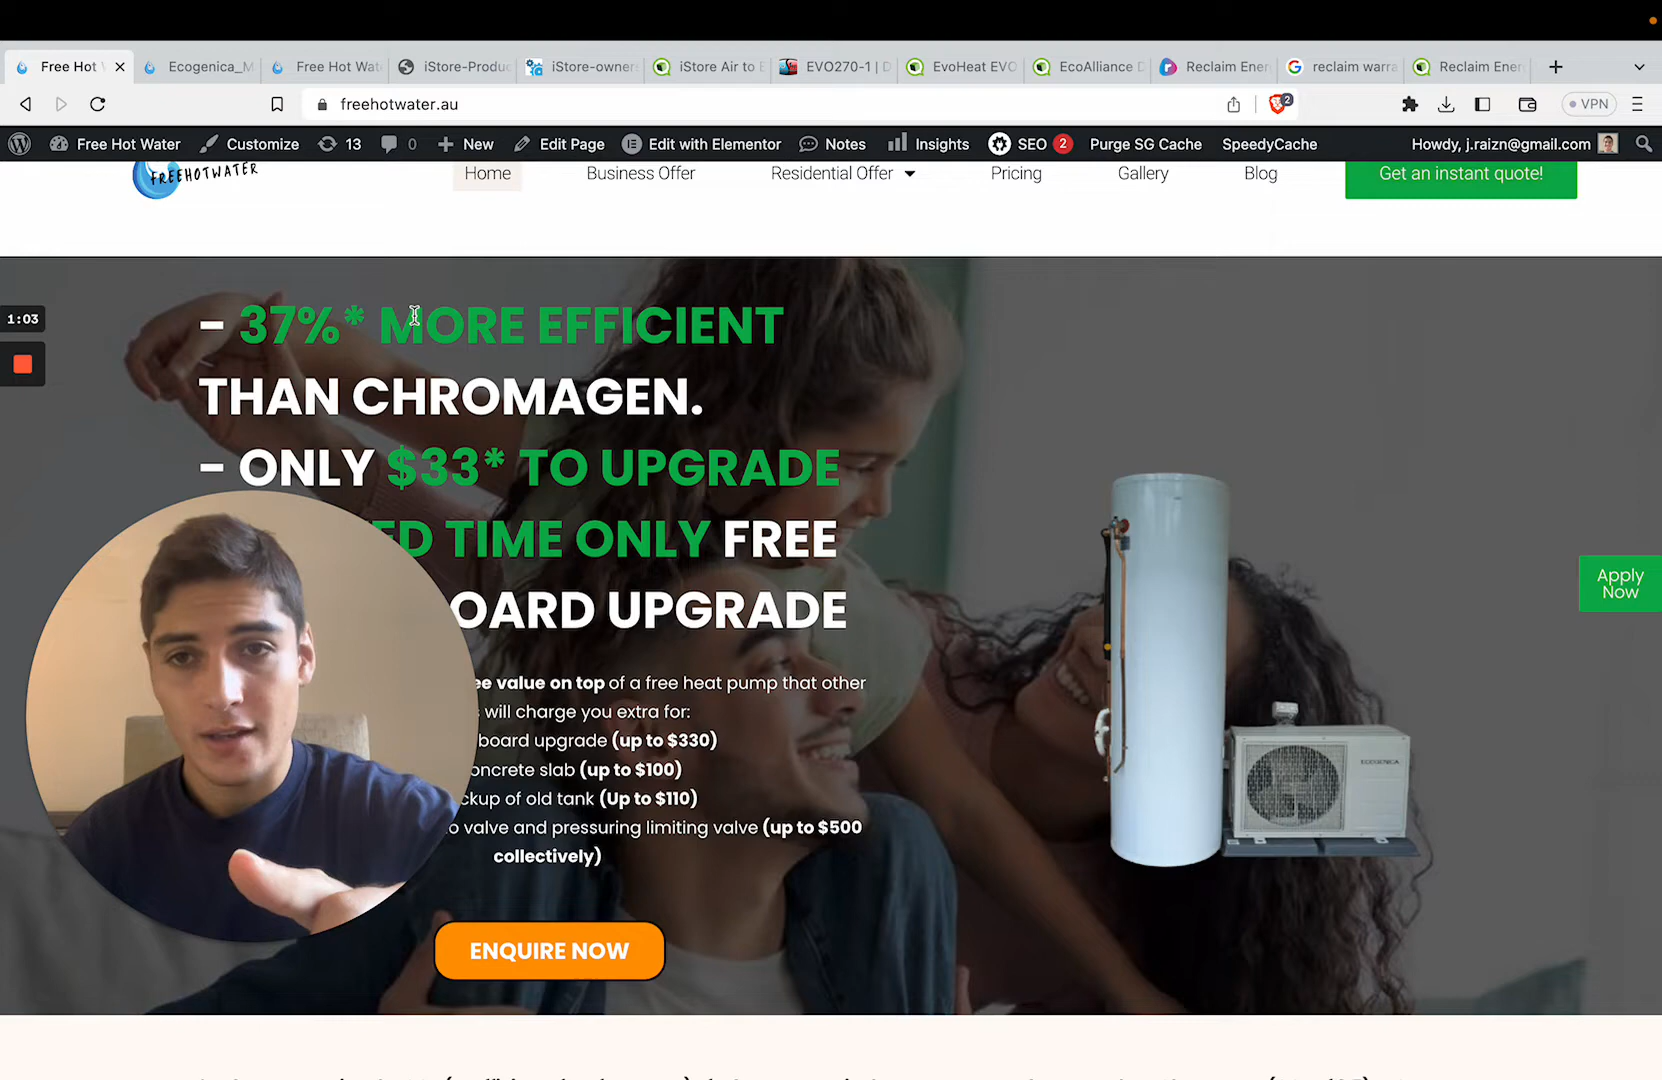 Free Hot
Ecogenica_M
Free Hot Wat
iStore-Produ
iStore-owner
iStore Air to
EVO270-1 |
EvoHeat EVO
EcoAlliance
Reclaim Ener
reclaim warra
Reclaim Ener
freehotwater.au
2
VPN
Free Hot Water
Customize
13
0
New
Edit Page
Edit with Elementor
Notes
Insights
SEO 2
Purge SG Cache
SpeedyCache
Howdy, j.raizn@gmail.com
FREEHOTWATER
Home
Business Offer
Residential Offer
Pricing
Gallery
Blog
Get an instant quote!
1:03
- 37%* MORE EFFICIENT
THAN CHROMAGEN.
- ONLY $33* TO UPGRADE
TIME ONLY FREE
OARD UPGRADE
value on top of a free heat pump that other
will charge you extra for:
board upgrade (up to $330)
slab (up to $100)
of old tank (Up to $110)
valve and pressuring limiting valve (up to $500
collectively)
ENQUIRE NOW
Apply
Now
ECOGENICA